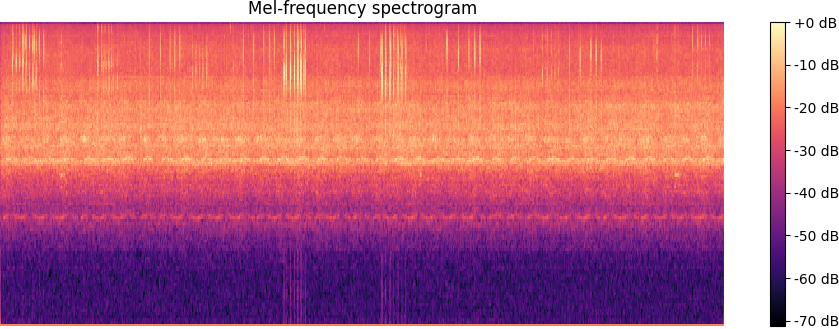 Mel-frequency spectrogram
+0 dB
-10 dB
-20 dB
-30 dB
-40 dB
-50 dB
-60 dB
-70 dB